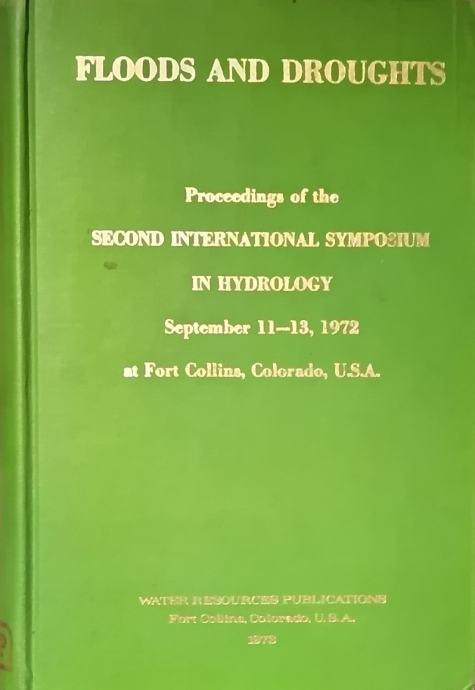 FLOODS AND DROUGHTS
Proceedings of the
SECOND INTERNATIONAL SYMPOSIUM
IN HYDROLOGY
September 11—13, 1972
at Fort Collins, Colorado, U.S.A.
WATER RESOURCES PUBLICATIONS
Fort Collins, Colorado, U.S.A.
1973